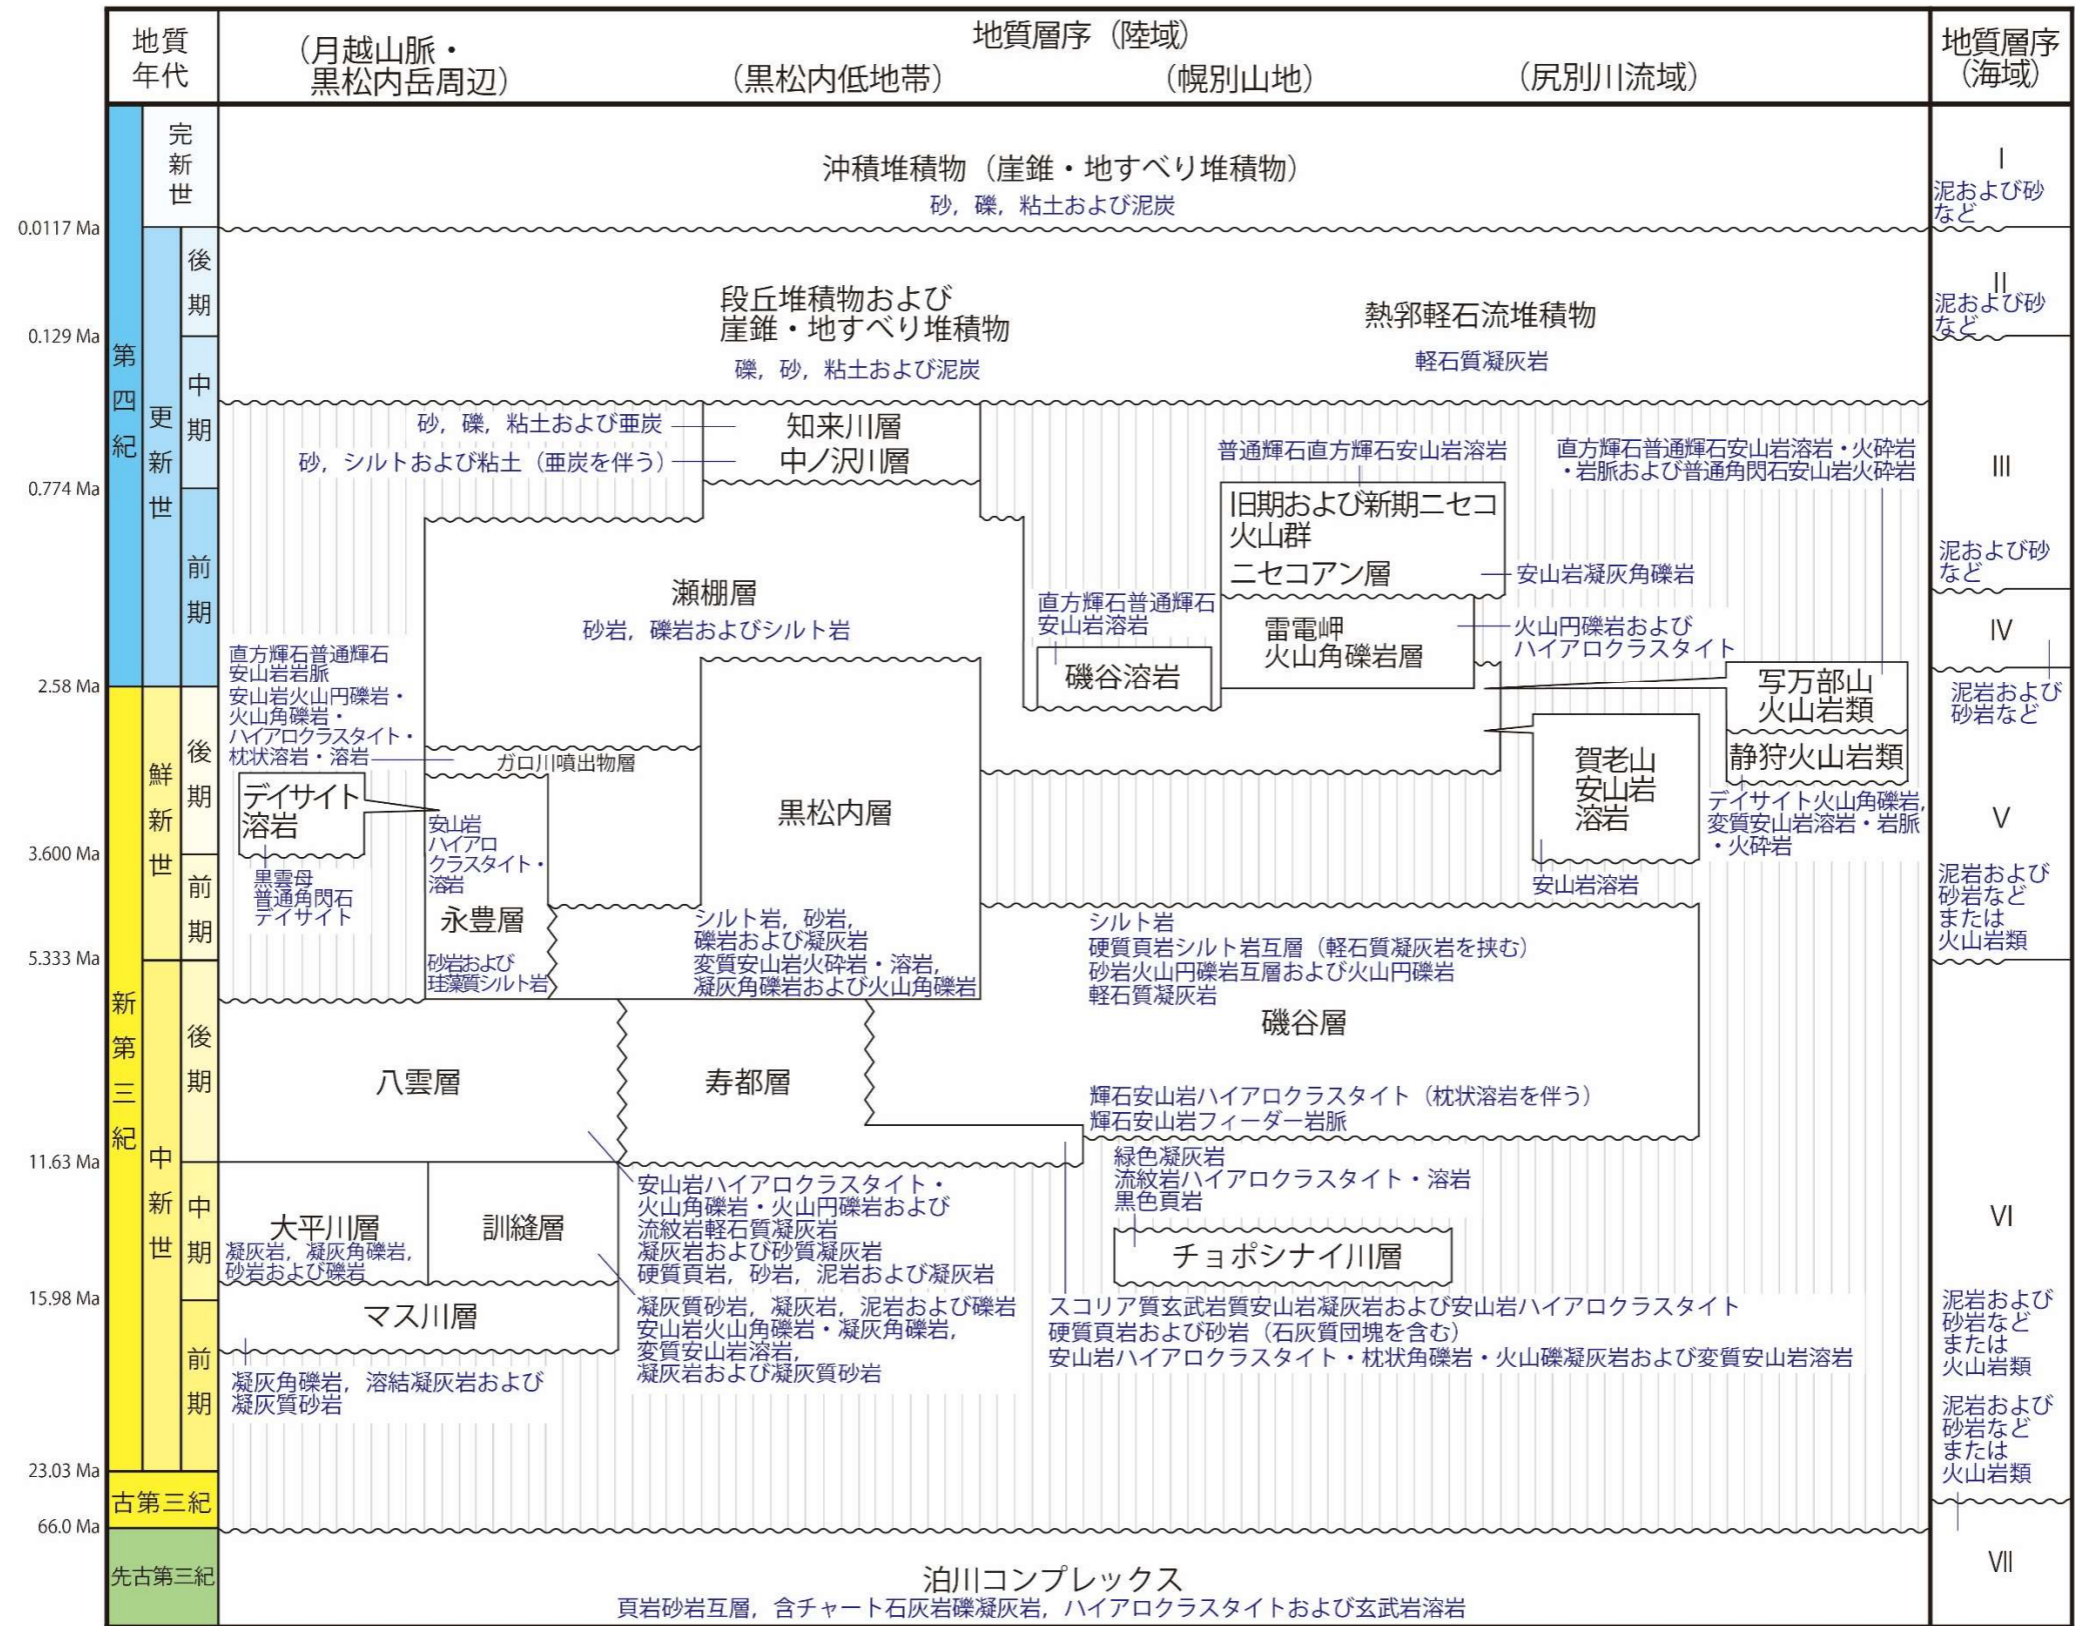 地質
年代
地質層序（陸域）
（月越山脈・
黒松内岳周辺）
（黒松内低地帯）
（幌別山地）
（尻別川流域）
地質層序
（海域）
第四紀
完新世
更新世
後期
中期
前期
新第三紀
鮮新世
後期
前期
中新世
後期
中期
前期
古第三紀
先古第三紀
0.0117 Ma
0.129 Ma
0.774 Ma
2.58 Ma
3.600 Ma
5.333 Ma
11.63 Ma
15.98 Ma
23.03 Ma
66.0 Ma
沖積堆積物（崖錐・地すべり堆積物）
砂，礫，粘土および泥炭
段丘堆積物および
崖錐・地すべり堆積物
礫，砂，粘土および泥炭
熱郛軽石流堆積物
軽石質凝灰岩
砂，礫，粘土および亜炭
知来川層
砂，シルトおよび粘土（亜炭を伴う）
中ノ沢川層
普通輝石直方輝石安山岩溶岩
直方輝石普通輝石安山岩溶岩・火砕岩
・岩脈および普通角閃石安山岩火砕岩
旧期および新期ニセコ
火山群
ニセコアン層
安山岩凝灰角礫岩
瀬棚層
砂岩，礫岩およびシルト岩
直方輝石普通輝石
安山岩溶岩
磯谷溶岩
雷電岬
火山角礫岩層
火山円礫岩および
ハイアロクラスタイト
写万部山
火山岩類
静狩火山岩類
デイサイト火山角礫岩，
変質安山岩溶岩・岩脈
・火砕岩
賀老山
安山岩
溶岩
安山岩溶岩
直方輝石普通輝石
安山岩岩脈
安山岩火山円礫岩・
火山角礫岩・
ハイアロクラスタイト・
枕状溶岩・溶岩
ガロ川噴出物層
デイサイト
溶岩
黒雲母
普通角閃石
デイサイト
安山岩
ハイアロ
クラスタイト・
溶岩
永豊層
砂岩および
珪藻質シルト岩
黒松内層
シルト岩，砂岩，
礫岩および凝灰岩
変質安山岩火砕岩・溶岩，
凝灰角礫岩および火山角礫岩
シルト岩
硬質頁岩シルト岩互層（軽石質凝灰岩を挟む）
砂岩火山円礫岩互層および火山円礫岩
軽石質凝灰岩
磯谷層
輝石安山岩ハイアロクラスタイト（枕状溶岩を伴う）
輝石安山岩フィーダー岩脈
八雲層
寿都層
大平川層
凝灰岩，凝灰角礫岩，
砂岩および礫岩
訓縫層
安山岩ハイアロクラスタイト・
火山角礫岩・火山円礫岩および
流紋岩軽石質凝灰岩
凝灰岩および砂質凝灰岩
硬質頁岩，砂岩，泥岩および凝灰岩
緑色凝灰岩
流紋岩ハイアロクラスタイト・溶岩
黒色頁岩
チョポシナイ川層
マス川層
凝灰角礫岩，溶結凝灰岩および
凝灰質砂岩
凝灰質砂岩，凝灰岩，泥岩および礫岩
安山岩火山角礫岩・凝灰角礫岩，
変質安山岩溶岩，
凝灰岩および凝灰質砂岩
スコリア質玄武岩質安山岩凝灰岩および安山岩ハイアロクラスタイト
硬質頁岩および砂岩（石灰質団塊を含む）
安山岩ハイアロクラスタイト・枕状角礫岩・火山礫凝灰岩および変質安山岩溶岩
泊川コンプレックス
頁岩砂岩互層，含チャート石灰岩礫凝灰岩，ハイアロクラスタイトおよび玄武岩溶岩
I
泥および砂
など
II
泥および砂
など
III
泥および砂
など
IV
泥岩および
砂岩など
V
泥岩および
砂岩など
または
火山岩類
VI
泥岩および
砂岩など
または
火山岩類
泥岩および
砂岩など
または
火山岩類
VII